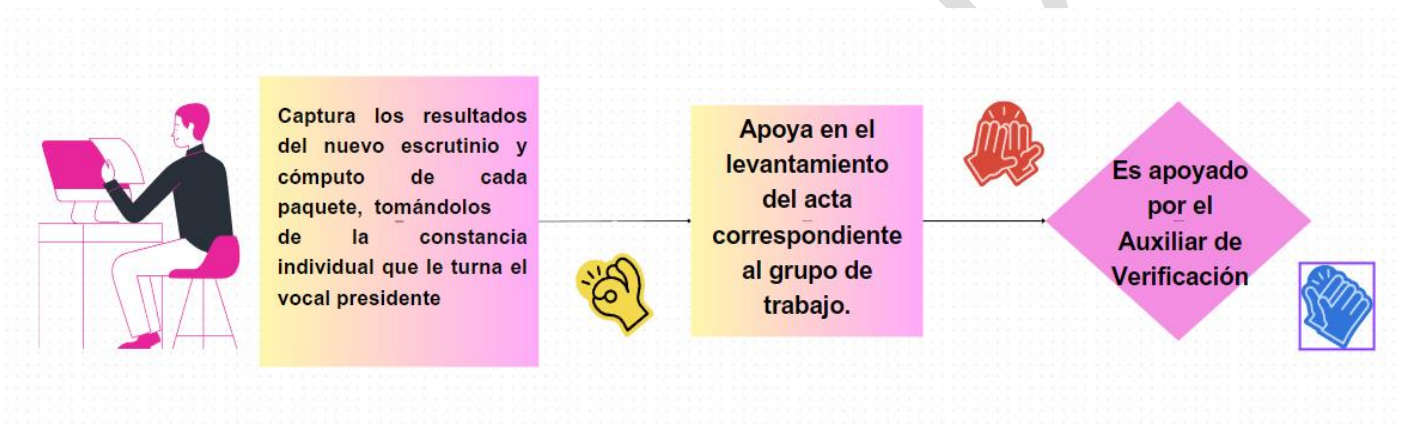 Captura los resultados
del nuevo escrutinio y
cómputo de cada
paquete, tomándolos
de la constancia
individual que le turna el
vocal presidente
Apoya en el
levantamiento
del acta
correspondiente
al grupo de
trabajo.
Es apoyado
por el
Auxiliar de
Verificación